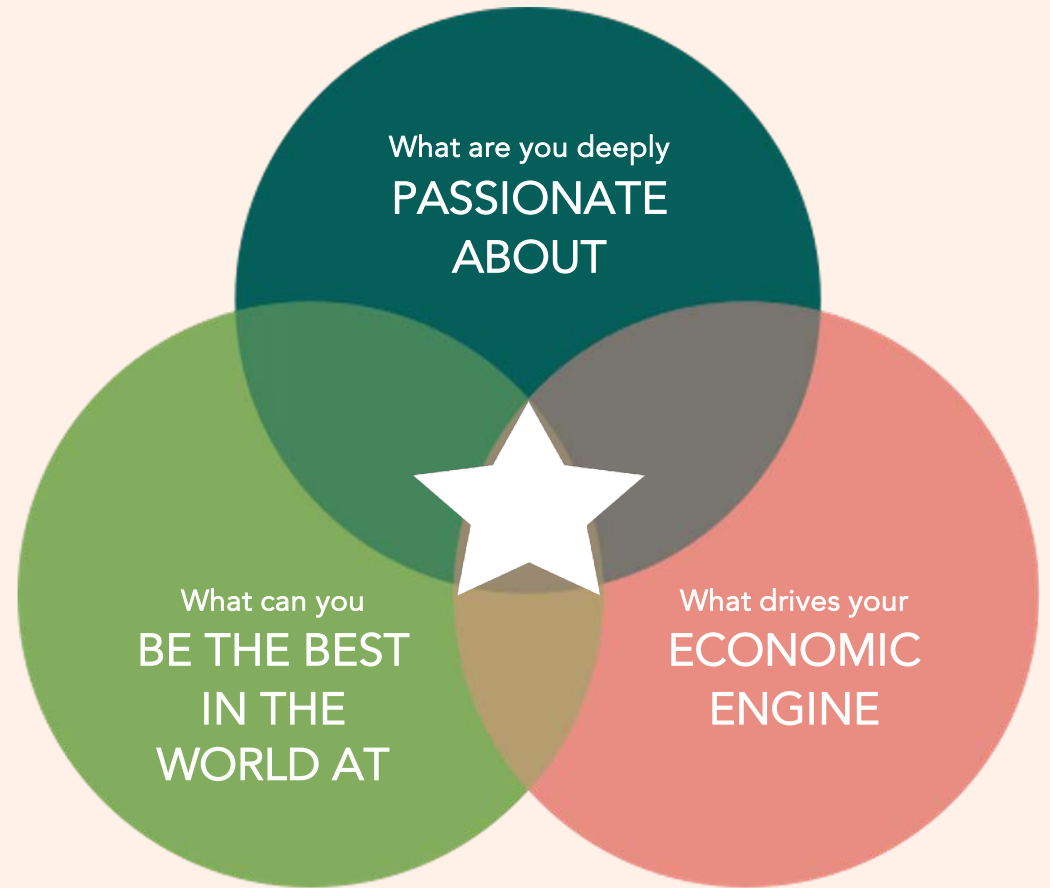 What are you deeply
PASSIONATE
ABOUT
What can you
BE THE BEST
IN THE
WORLD AT
What drives your
ECONOMIC
ENGINE